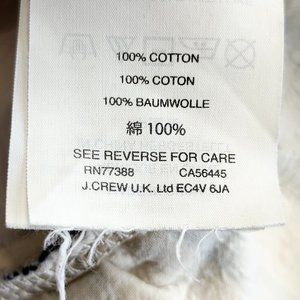 100% COTTON
100% COTON
100% BAUMWOLLE
綿 100%
SEE REVERSE FOR CARE
RN77388 CA56445
J.CREW U.K. Ltd EC4V 6JA